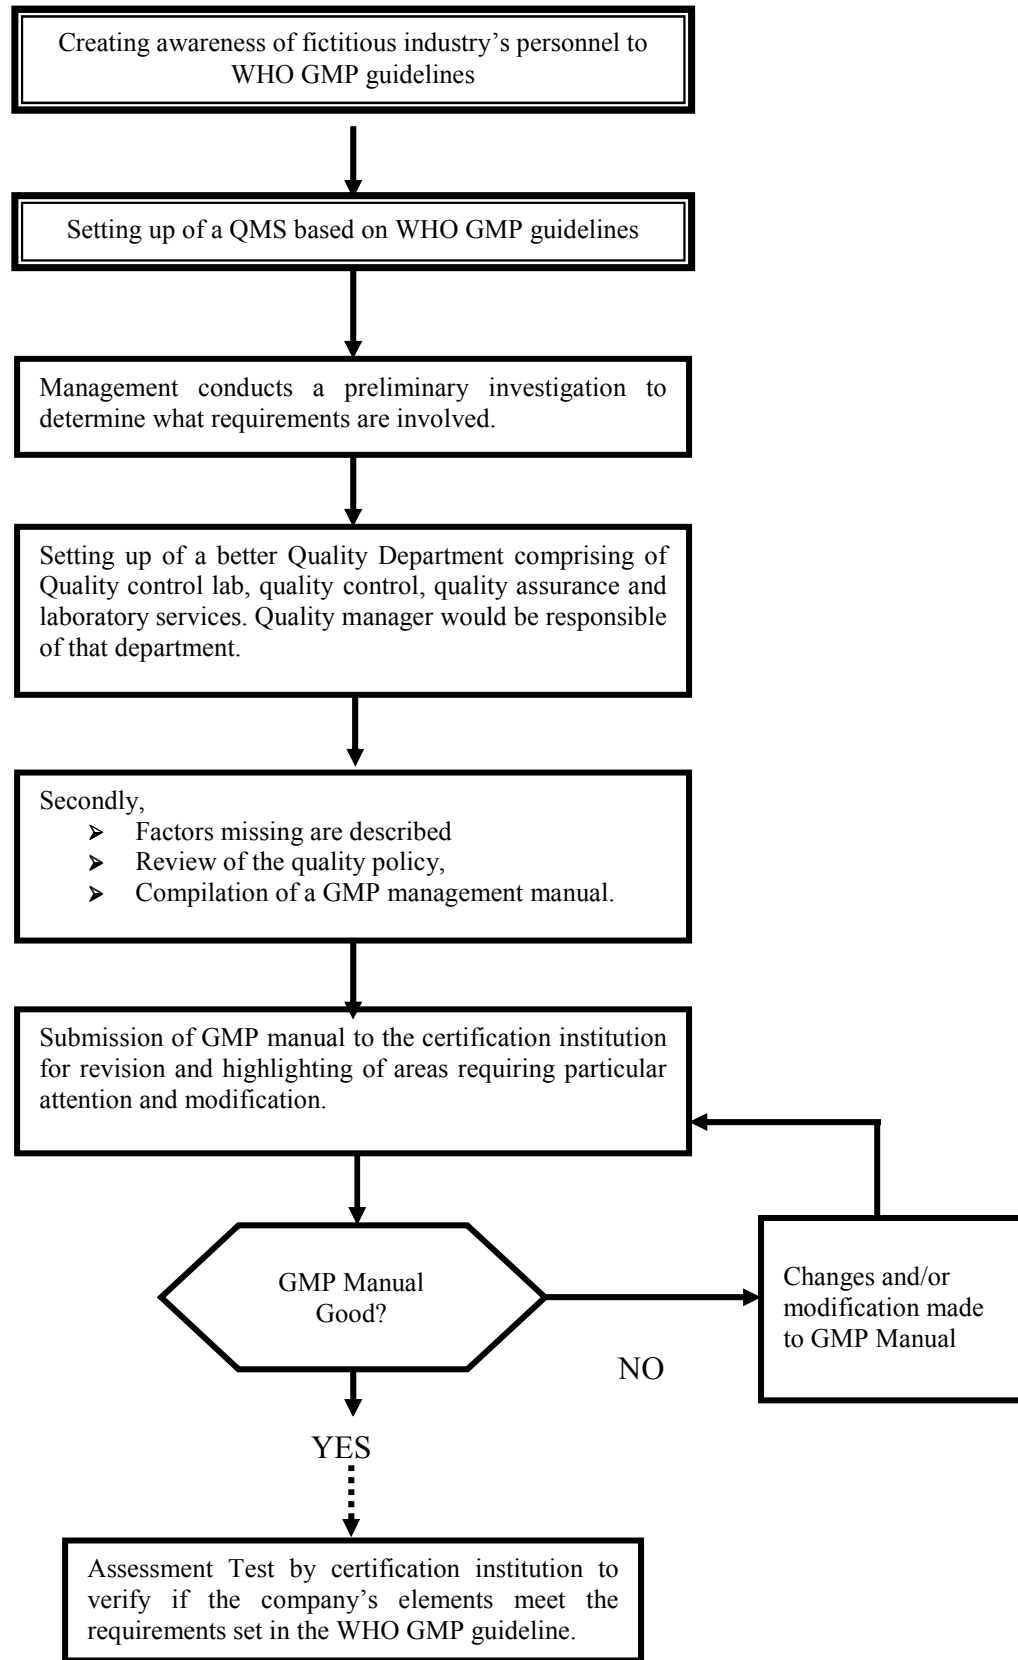 Creating awareness of fictitious industry’s personnel to
WHO GMP guidelines
Setting up of a QMS based on WHO GMP guidelines
Management conducts a preliminary investigation to
determine what requirements are involved.
Setting up of a better Quality Department comprising of
Quality control lab, quality control, quality assurance and
laboratory services. Quality manager would be responsible
of that department.
Secondly,
➢ Factors missing are described
➢ Review of the quality policy,
➢ Compilation of a GMP management manual.
Submission of GMP manual to the certification institution
for revision and highlighting of areas requiring particular
attention and modification.
GMP Manual
Good?
Changes and/or
modification made
to GMP Manual
NO
YES
Assessment Test by certification institution to
verify if the company’s elements meet the
requirements set in the WHO GMP guideline.